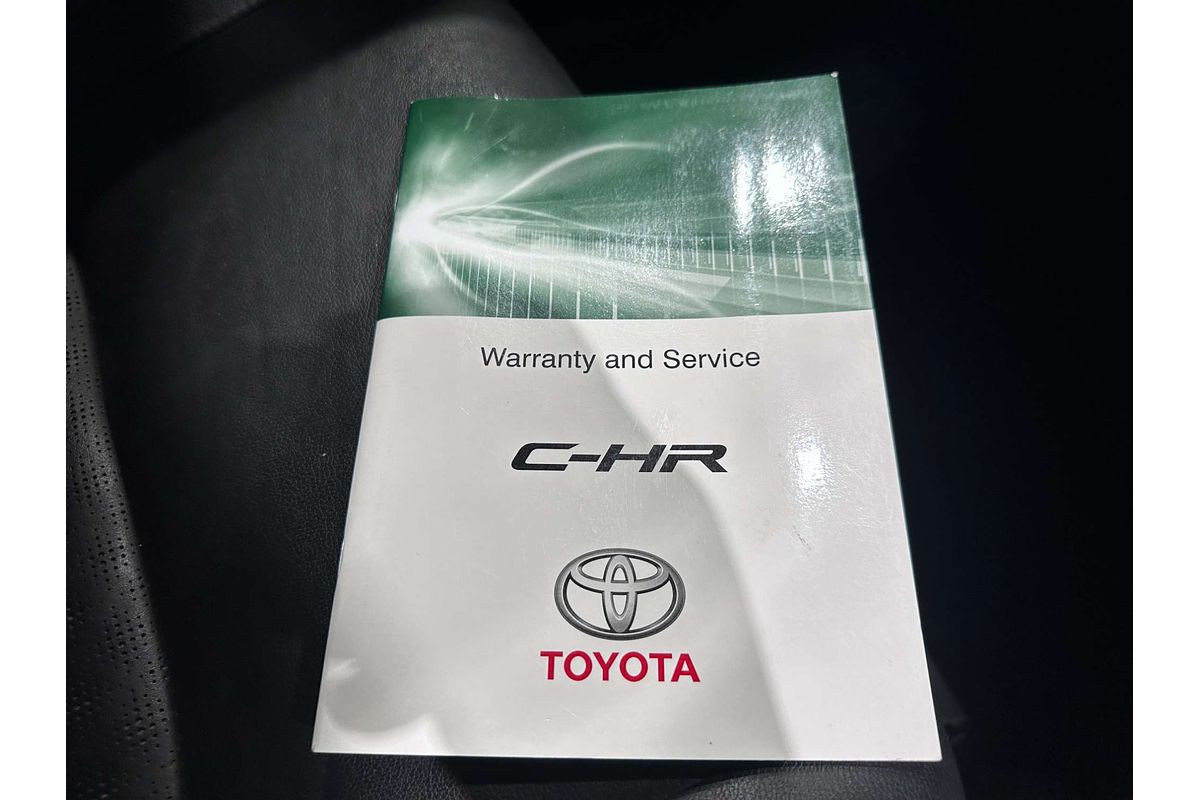 Warranty and Service
C-HR
TOYOTA